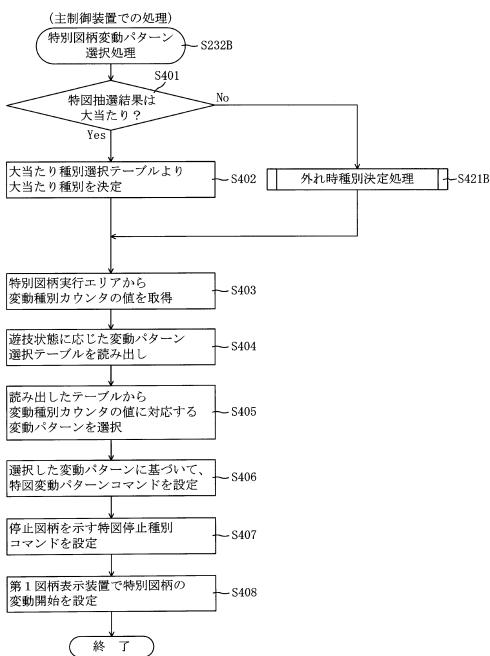 (主制御装置での処理)
特別図柄変動パターン
選択処理
S232B
S401
特図抽選結果は
大当たり？
No
Yes
大当たり種別選択テーブルより
大当たり種別を決定
S402
外れ時種別決定処理
S421B
特別図柄実行エリアから
変動種別カウンタの値を取得
S403
遊技状態に応じた変動パターン
選択テーブルを読み出し
S404
読み出したテーブルから
変動種別カウンタの値に対応する
変動パターンを選択
S405
選択した変動パターンに基づいて、
特図変動パターンコマンドを設定
S406
停止図柄を示す特図停止種別
コマンドを設定
S407
第１図柄表示装置で特別図柄の
変動開始を設定
S408
終 了